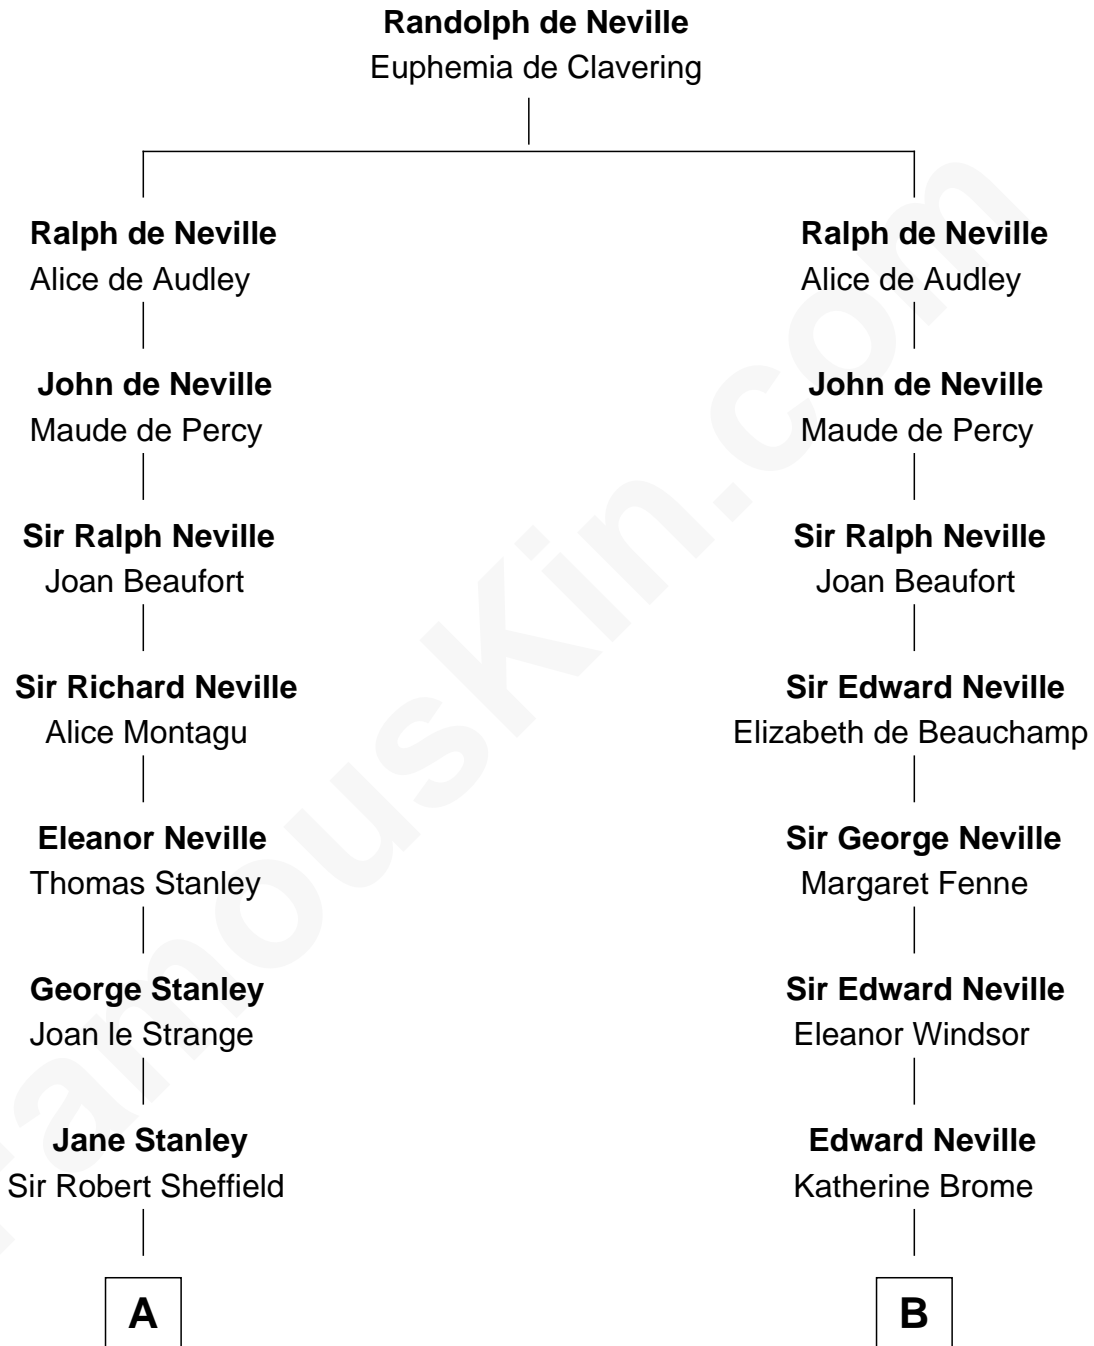 Randolph de Neville
Euphemia de Clavering
Ralph de Neville
Alice de Audley
Ralph de Neville
Alice de Audley
John de Neville
Maude de Percy
John de Neville
Maude de Percy
Sir Ralph Neville
Joan Beaufort
Sir Ralph Neville
Joan Beaufort
Sir Richard Neville
Alice Montagu
Sir Edward Neville
Elizabeth de Beauchamp
Eleanor Neville
Thomas Stanley
Sir George Neville
Margaret Fenne
George Stanley
Joan le Strange
Sir Edward Neville
Eleanor Windsor
Jane Stanley
Sir Robert Sheffield
Edward Neville
Katherine Brome
A
B
FamousKin.com